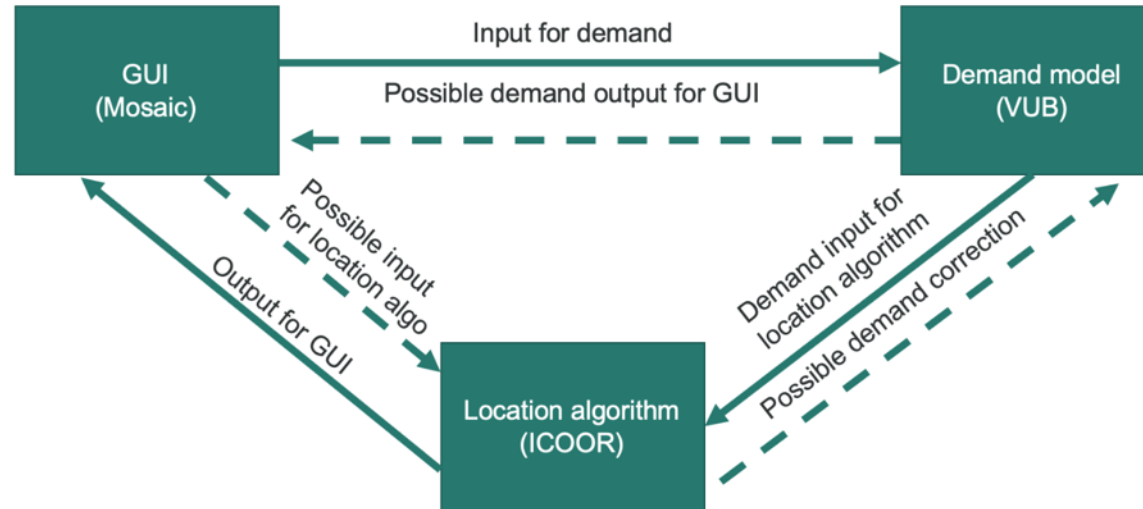 Input for demand
GUI
(Mosaic)
Demand model
(VUB)
Possible demand output for GUI
Possible input
for location algo
Output for GUI
Demand input for
location algorithm
Possible demand correction
Location algorithm
(ICOOR)